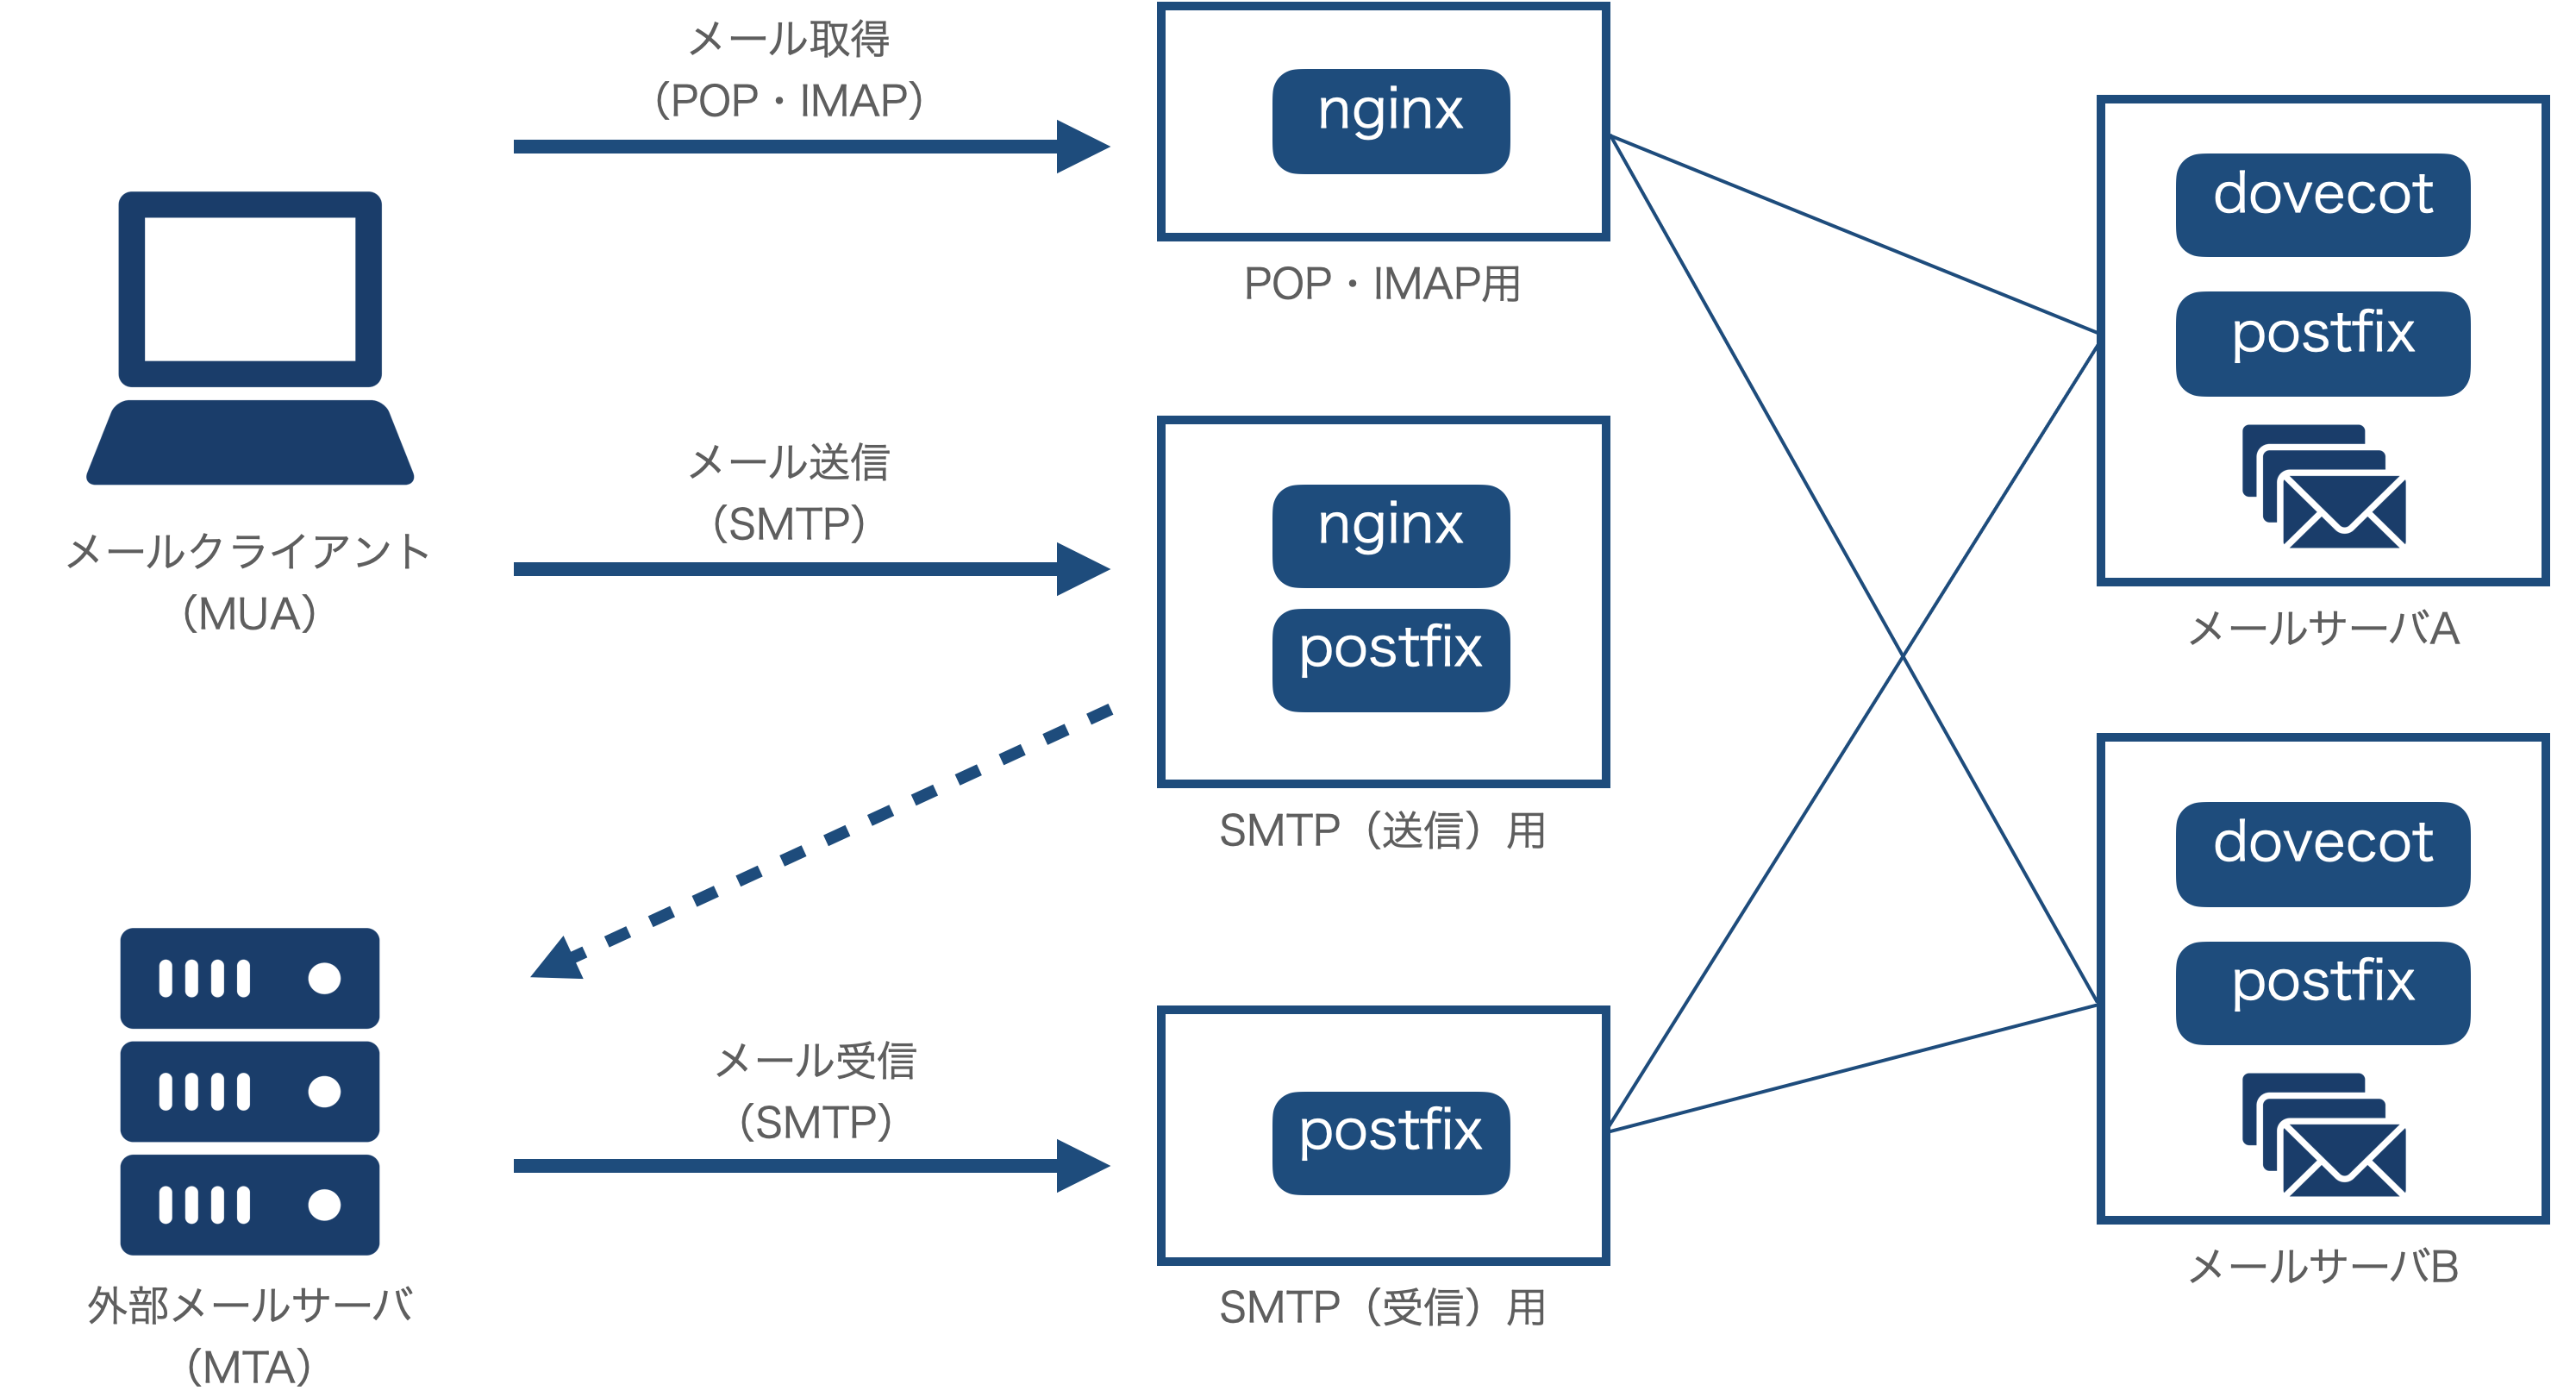 メール取得
（POP・IMAP）
nginx
POP・IMAP用
メールクライアント
（MUA）
メール送信
（SMTP）
nginx
postfix
SMTP（送信）用
外部メールサーバ
（MTA）
メール受信
（SMTP）
postfix
SMTP（受信）用
dovecot
postfix
メールサーバA
dovecot
postfix
メールサーバB